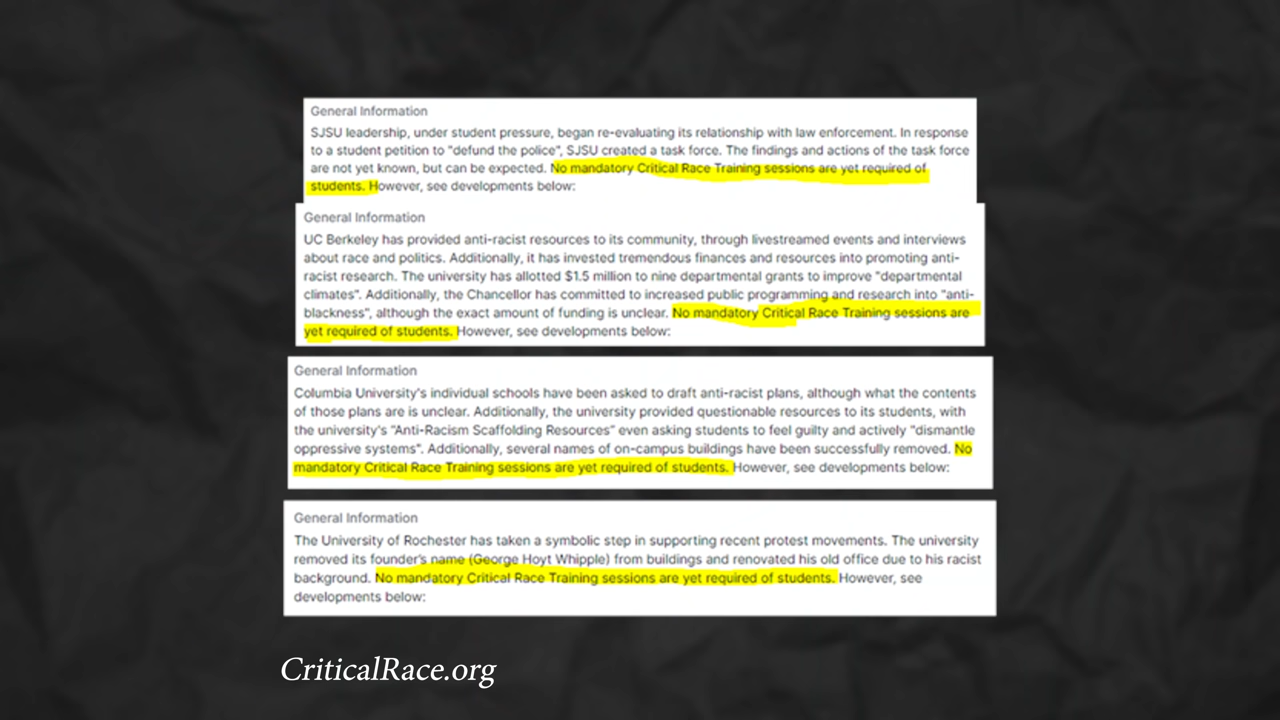 General Information
SJSU leadership, under student pressure, began re-evaluating its relationship with law enforcement. In response
to a student petition to "defund the police", SJSU created a task force. The findings and actions of the task force
are not yet known, but can be expected. No mandatory Critical Race Training sessions are yet required of
students. However, see developments below:
General Information
UC Berkeley has provided anti-racist resources to its community, through livestreamed events and interviews
about race and politics. Additionally, it has invested tremendous finances and resources into promoting anti-
racist research. The university has allotted $1.5 million to nine departmental grants to improve "departmental
climates". Additionally, the Chancellor has committed to increased public programming and research into "anti-
blackness", although the exact amount of funding is unclear. No mandatory Critical Race Training sessions are
yet required of students. However, see developments below:
General Information
Columbia University's individual schools have been asked to draft anti-racist plans, although what the contents
of those plans are is unclear. Additionally, the university provided questionable resources to its students, with
the university's "Anti-Racism Scaffolding Resources" even asking students to feel guilty and actively "dismantle
oppressive systems". Additionally, several names of on-campus buildings have been successfully removed. No
mandatory Critical Race Training sessions are yet required of students. However, see developments below:
General Information
The University of Rochester has taken a symbolic step in supporting recent protest movements. The university
removed its founder's name (George Hoyt Whipple) from buildings and renovated his old office due to his racist
background. No mandatory Critical Race Training sessions are yet required of students. However, see
developments below:
CriticalRace.org